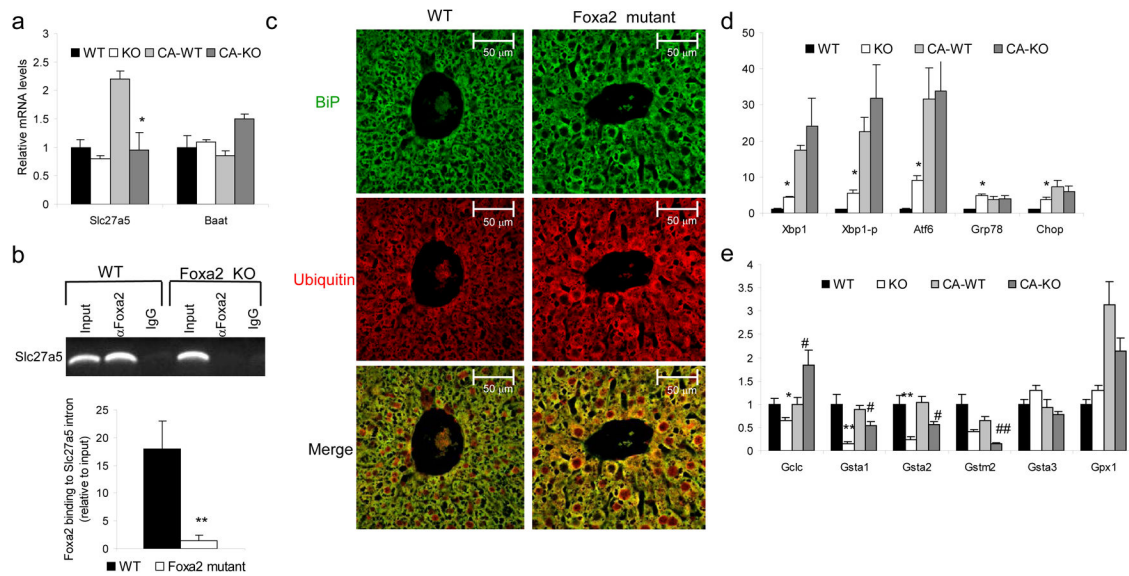 a
Relative mRNA levels
3
2.5
2
1.5
1
0.5
0
WT KO CA-WT CA-KO
*
Slc27a5 Baat
b
WT Foxa2 KO
Input αFoxa2 IgG Input αFoxa2 IgG
Slc27a5
Foxa2 binding to Slc27a5 intron
(relative to input)
25
20
15
10
5
0
**
WT Foxa2 mutant
c
WT Foxa2 mutant
BiP
50 µm 50 µm
Ubiquitin
50 µm 50 µm
Merge
50 µm 50 µm
d
WT KO CA-WT CA-KO
50
40
30
20
10
0
* * * * *
Xbp1 Xbp1-p Atf6 Grp78 Chop
e
WT KO CA-WT CA-KO
4
3.5
3
2.5
2
1.5
1
0.5
0
* # ** # ** # ##
Gclc Gsta1 Gsta2 Gstm2 Gsta3 Gpx1